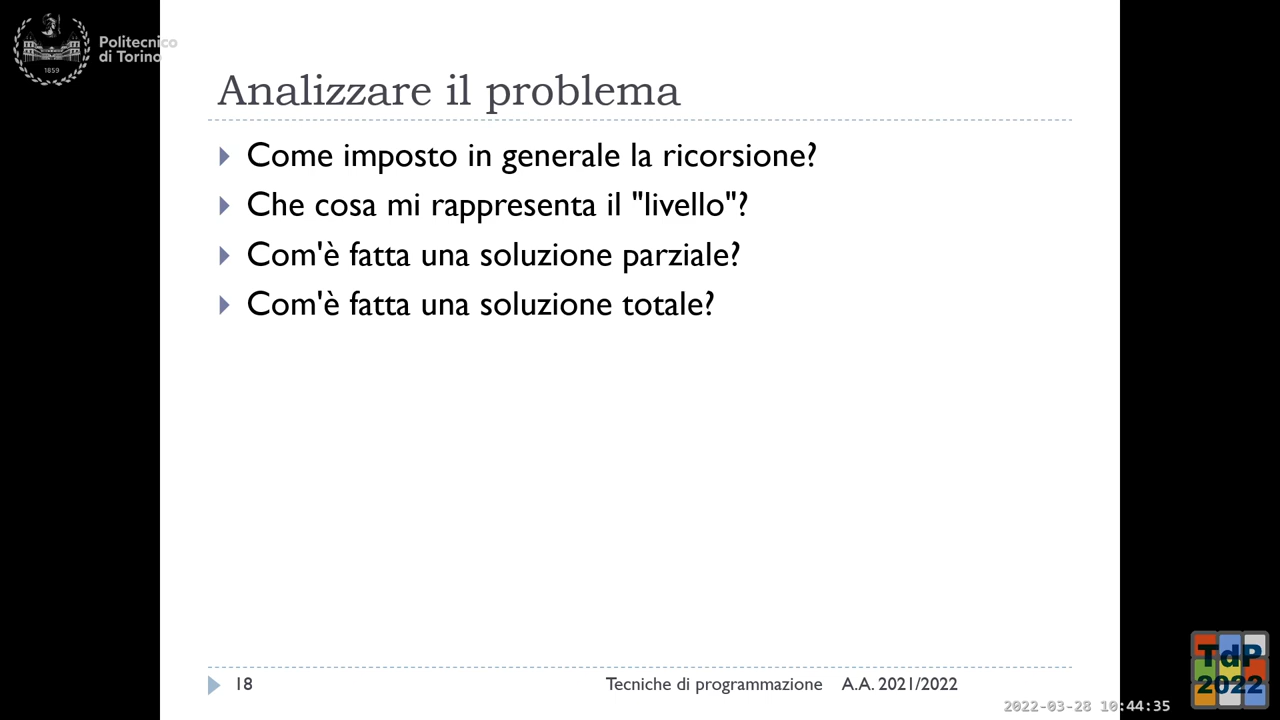 Politecnico
di Torino
1859
Analizzare il problema
Come imposto in generale la ricorsione?
Che cosa mi rappresenta il "livello"?
Com'è fatta una soluzione parziale?
Com'è fatta una soluzione totale?
18
Tecniche di programmazione A.A. 2021/2022
2022-03-28 10:44:35
TdP
2022